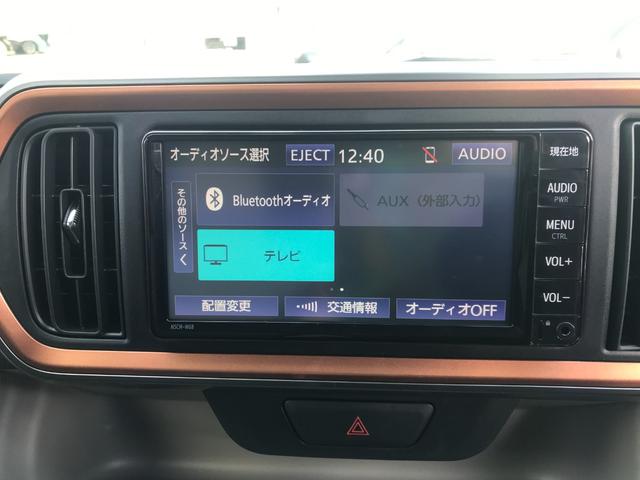 オーディオソース選択 EJECT 12:40 AUDIO
その他のソース
Bluetoothオーディオ
AUX（外部入力）
テレビ
配置変更
交通情報
オーディオOFF
NSCN-W68
現在地
AUDIO
PWR
MENU
CTRL
VOL+
VOL-